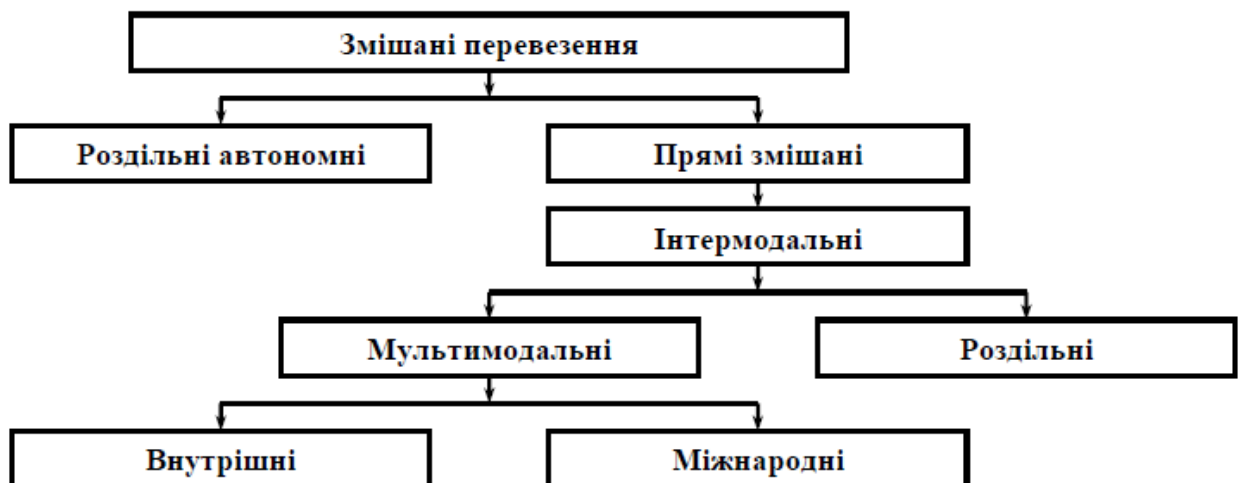 Змішані перевезення
Роздільні автономні
Прямі змішані
Інтермодальні
Мультимодальні
Роздільні
Внутрішні
Міжнародні